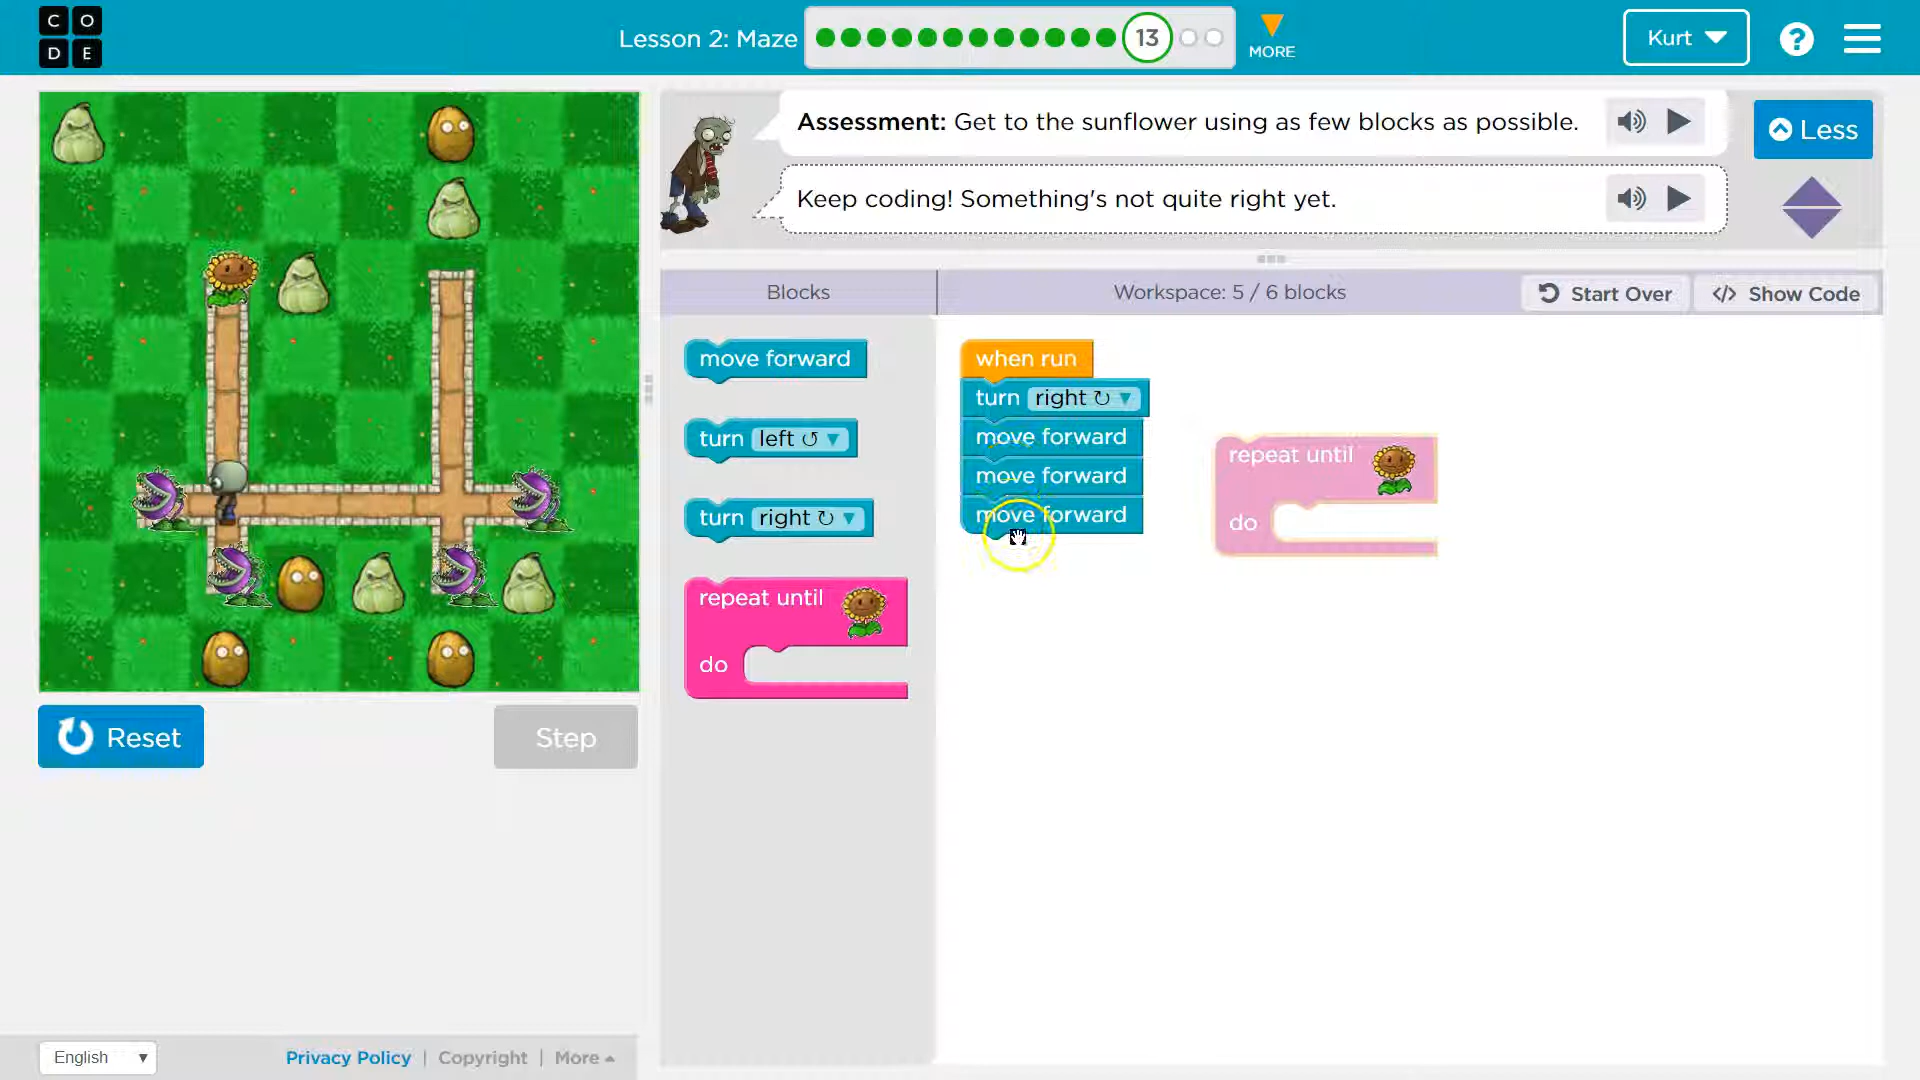 C O
D E
Lesson 2: Maze
13
MORE
Kurt
?
Assessment: Get to the sunflower using as few blocks as possible.
Less
Keep coding! Something's not quite right yet.
Blocks
Workspace: 5 / 6 blocks
Start Over
</> Show Code
move forward
turn left ↺ ▼
turn right ↻ ▼
repeat until
do
when run
turn right ↻ ▼
move forward
move forward
move forward
repeat until
do
Reset
Step
English
Privacy Policy | Copyright | More